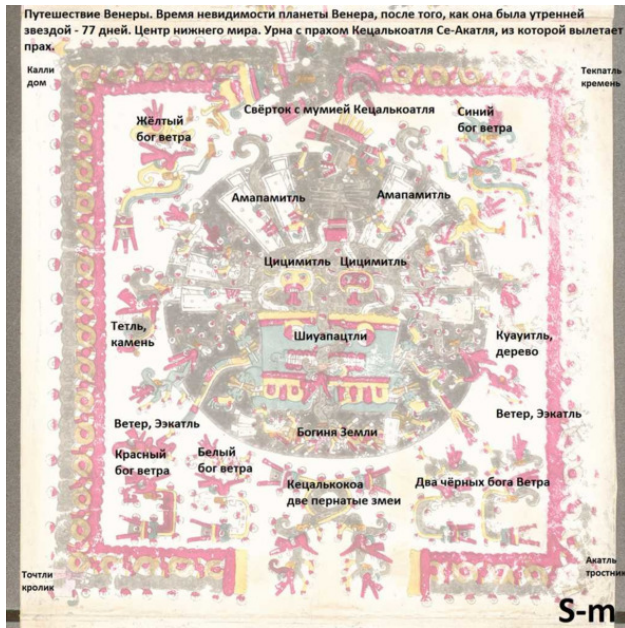 Путешествие Венеры. Время невидимости планеты Венера, после того, как она была утренней
звездой - 77 дней. Центр нижнего мира. Урна с прахом Кецалькоатля Се-Акатля, из которой вылетает
прах.
Калли
дом
Текпатль
кремень
Свёрток с мумией Кецалькоатля
Жёлтый
бог ветра
Синий
бог ветра
Амапамитль
Амапамитль
Цицимитль
Цицимитль
Тетль,
камень
Шиуапацтли
Куауитль,
дерево
Ветер, Ээкатль
Ветер, Ээкатль
Богиня Земли
Красный
бог ветра
Белый
бог ветра
Кецалькокоа
две пернатые змеи
Два чёрных бога Ветра
Точтли
кролик
Акатль
тростник
S-m